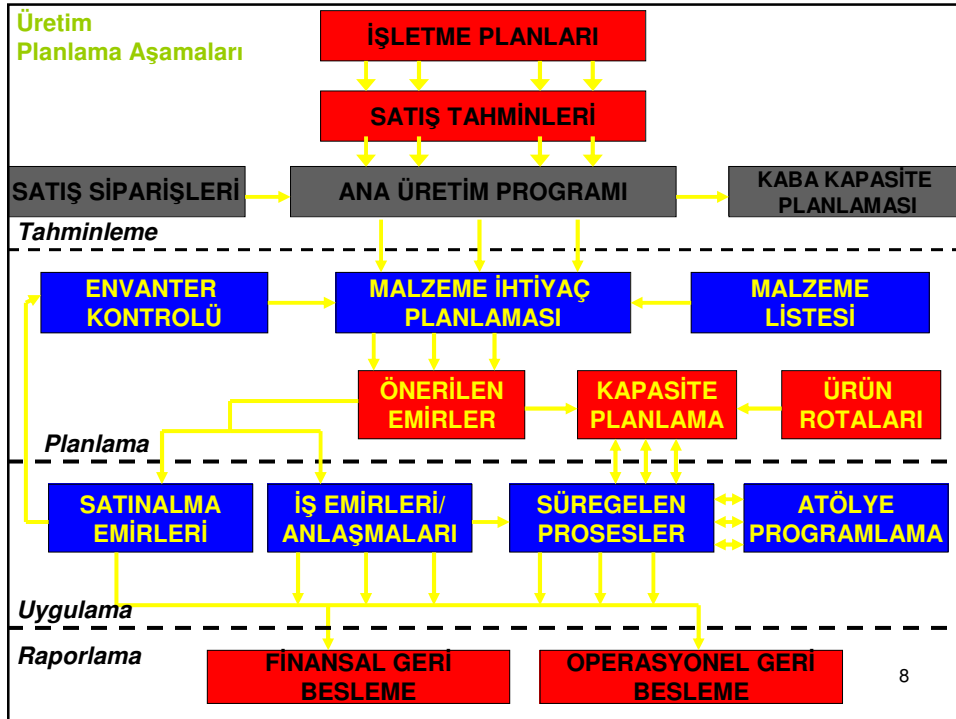 Üretim
Planlama Aşamaları
İŞLETME PLANLARI
SATIŞ TAHMİNLERİ
SATIŞ SİPARİŞLERİ
ANA ÜRETİM PROGRAMI
KABA KAPASİTE
PLANLAMASI
Tahminleme
ENVANTER
KONTROLÜ
MALZEME İHTİYAÇ
PLANLAMASI
MALZEME
LİSTESİ
ÖNERİLEN
EMİRLER
KAPASİTE
PLANLAMA
ÜRÜN
ROTALARI
Planlama
SATINALMA
EMİRLERİ
İŞ EMİRLERİ/
ANLAŞMALARI
SÜREGELEN
PROSESLER
ATÖLYE
PROGRAMLAMA
Uygulama
Raporlama
FİNANSAL GERİ
BESLEME
OPERASYONEL GERİ
BESLEME
8